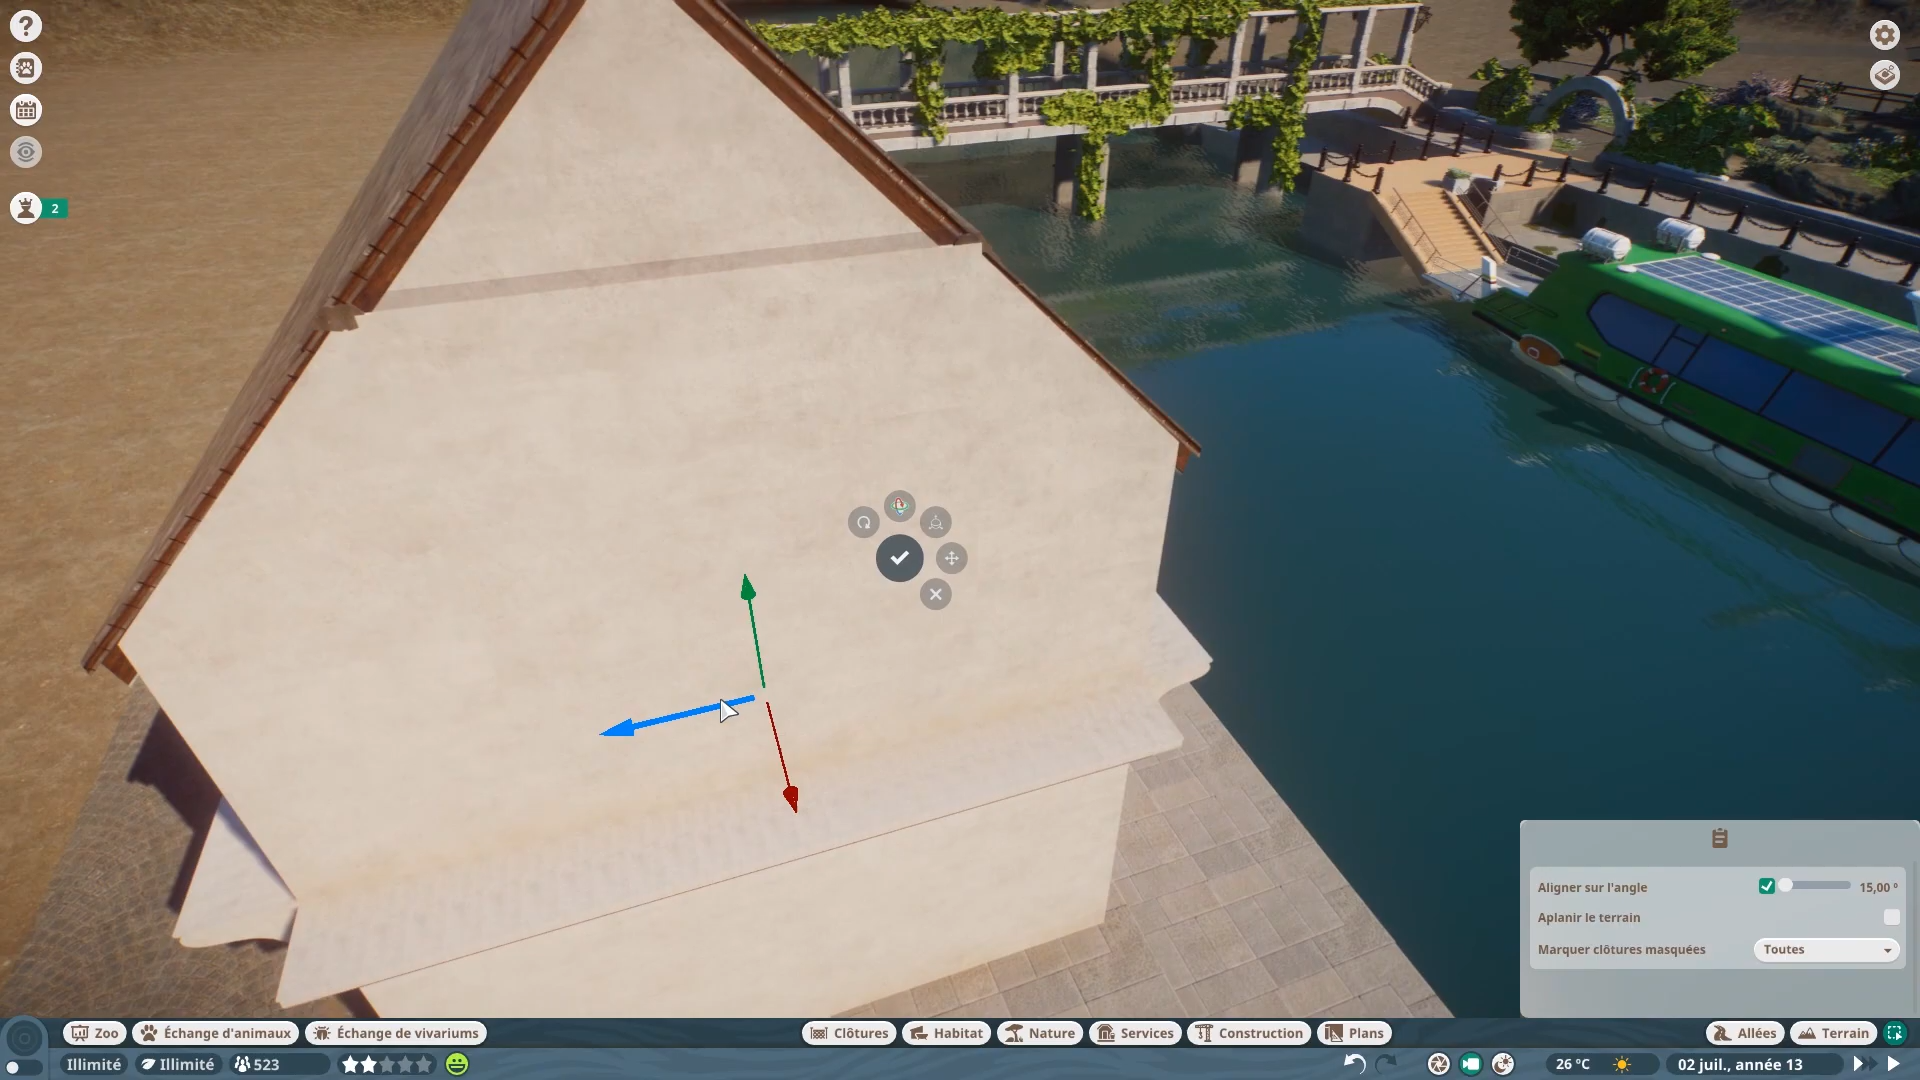 ?
2
Aligner sur l'angle 15,00 °
Aplanir le terrain
Marquer clôtures masquées Toutes
Zoo Échange d'animaux Échange de vivariums Clôtures Habitat Nature Services Construction Plans Allées Terrain
Illimité Illimité 523 26 °C 02 juil., année 13